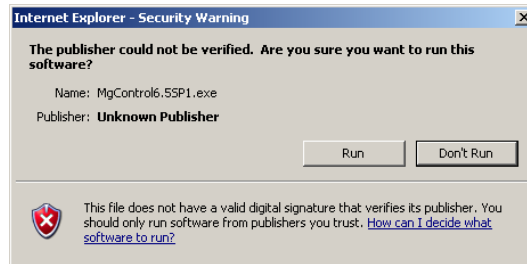 Internet Explorer - Security Warning
The publisher could not be verified. Are you sure you want to run this
software?
Name: MgControl6.5SP1.exe
Publisher: Unknown Publisher
Run Don't Run
This file does not have a valid digital signature that verifies its publisher. You
should only run software from publishers you trust. How can I decide what
software to run?